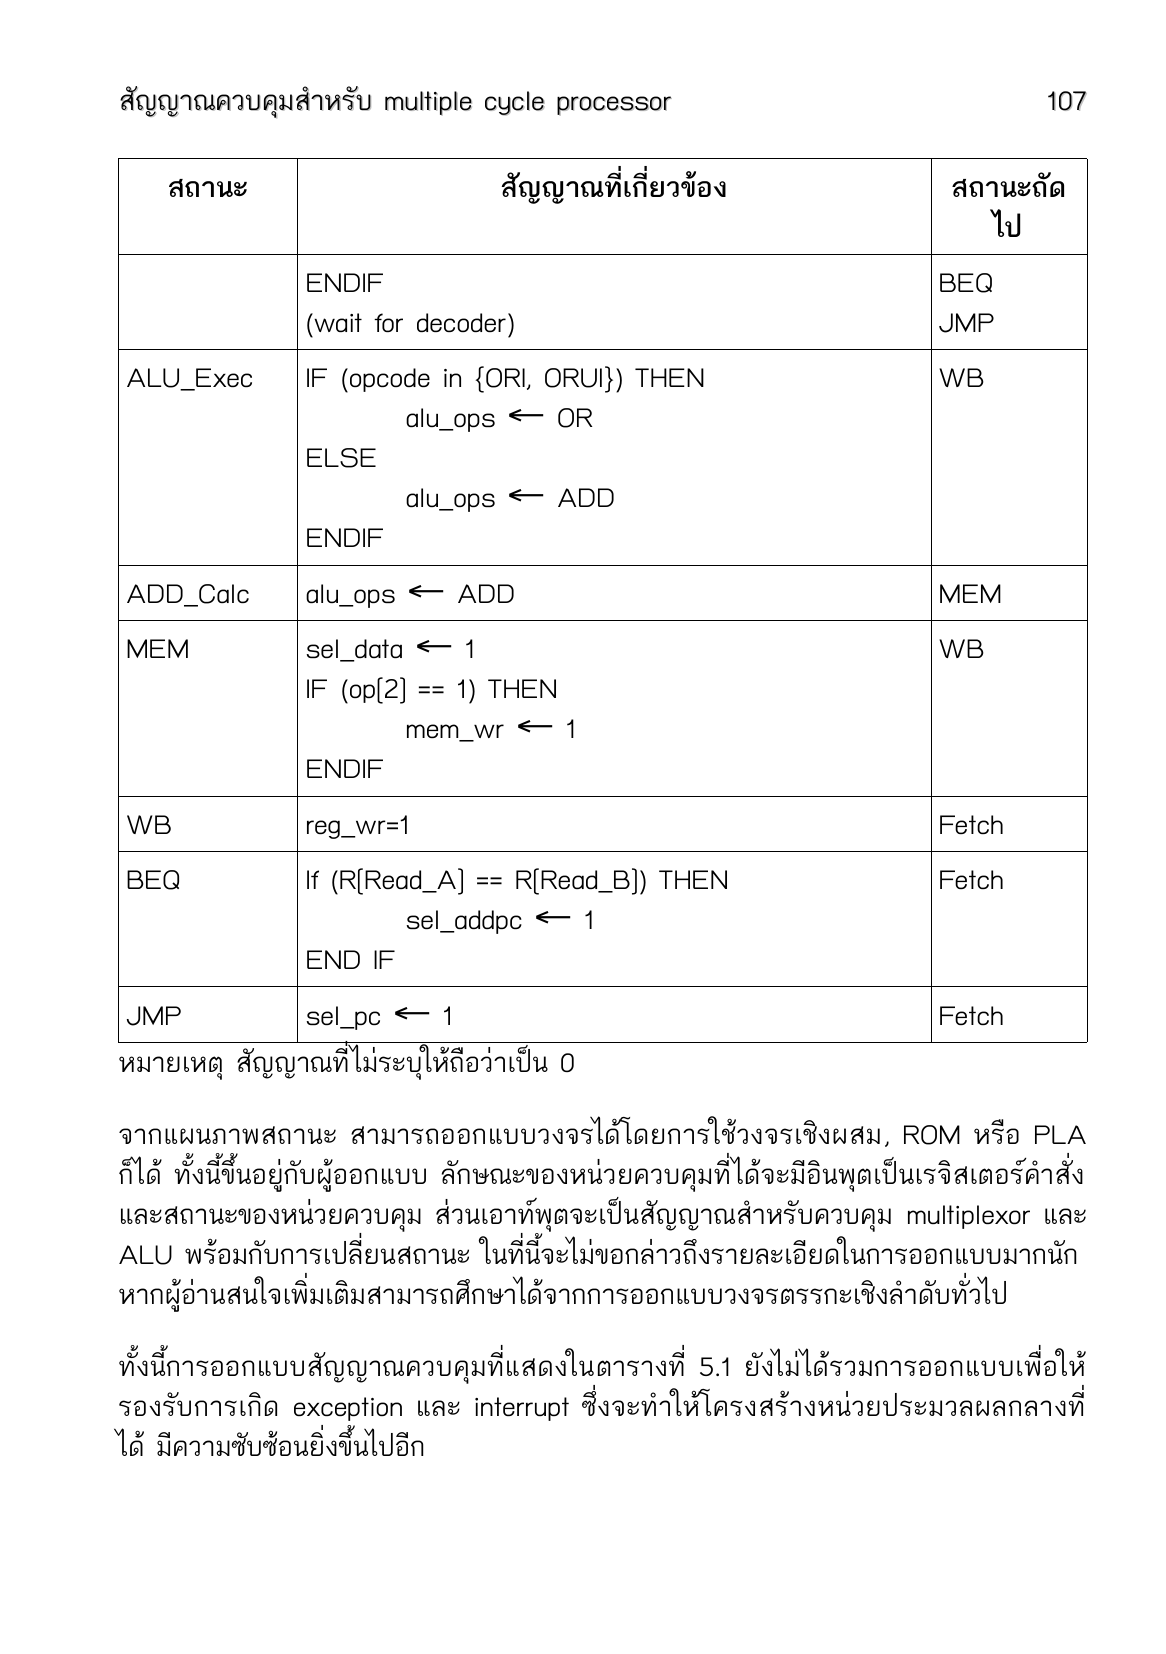 สัญญาณควบคุมสำหรับ multiple cycle processor 107
สถานะ สัญญาณที่เกี่ยวข้อง สถานะถัด
ไป
ENDIF BEQ
(wait for decoder) JMP
ALU_Exec IF (opcode in {ORI, ORUI}) THEN WB
alu_ops ← OR
ELSE
alu_ops ← ADD
ENDIF
ADD_Calc alu_ops ← ADD MEM
MEM sel_data ← 1 WB
IF (op[2] == 1) THEN
mem_wr ← 1
ENDIF
WB reg_wr=1 Fetch
BEQ If (R[Read_A] == R[Read_B]) THEN Fetch
sel_addpc ← 1
END IF
JMP sel_pc ← 1 Fetch
หมายเหตุ สัญญาณที่ไม่ระบุให้ถือว่าเป็น 0
จากแผนภาพสถานะ สามารถออกแบบวงจรได้โดยการใช้วงจรเชิงผสม, ROM หรือ PLA
ก็ได้ ทั้งนี้ขึ้นอยู่กับผู้ออกแบบ ลักษณะของหน่วยควบคุมที่ได้จะมีอินพุตเป็นเรจิสเตอร์คำสั่ง
และสถานะของหน่วยควบคุม ส่วนเอาท์พุตจะเป็นสัญญาณสำหรับควบคุม multiplexor และ
ALU พร้อมกับการเปลี่ยนสถานะ ในที่นี้จะไม่ขอกล่าวถึงรายละเอียดในการออกแบบมากนัก
หากผู้อ่านสนใจเพิ่มเติมสามารถศึกษาได้จากการออกแบบวงจรตรรกะเชิงลำดับทั่วไป
ทั้งนี้การออกแบบสัญญาณควบคุมที่แสดงในตารางที่ 5.1 ยังไม่ได้รวมการออกแบบเพื่อให้
รองรับการเกิด exception และ interrupt ซึ่งจะทำให้โครงสร้างหน่วยประมวลผลกลางที่
ได้ มีความซับซ้อนยิ่งขึ้นไปอีก